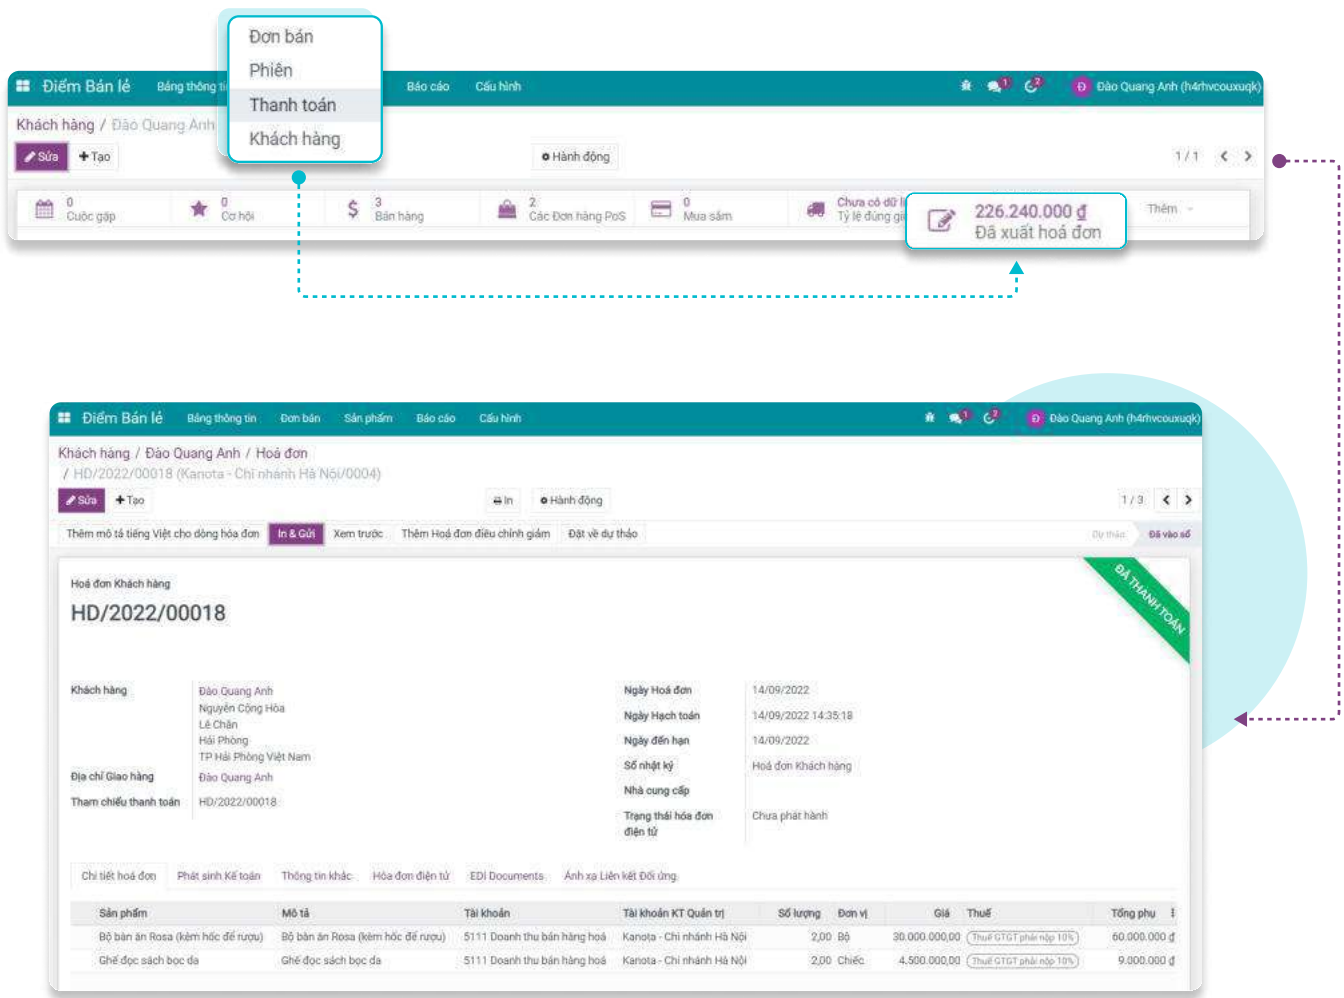 Đơn bán
Phiên
Thanh toán
Khách hàng
Điểm Bán lẻ Bảng thông Báo cáo Cấu hình 1 2 Đ Đào Quang Anh (h4rhvcouxuqk)
Khách hàng / Đào Quang Anh
Sửa +Tạo Hành động 1 / 1
0 Cuộc gặp
0 Cơ hội
3 Bán hàng
2 Các Đơn hàng PoS
0 Mua sắm
Chưa có dữ
Tỷ lệ đúng
226.240.000 ₫
Đã xuất hoá đơn
Thêm
Điểm Bán lẻ Bảng thông tin Đơn bán Sản phẩm Báo cáo Cấu hình 1 2 Đ Đào Quang Anh (h4rhvcouxuqk)
Khách hàng / Đào Quang Anh / Hoá đơn
/ HD/2022/00018 (Kanota - Chi nhánh Hà Nội/0004)
Sửa +Tạo In Hành động 1 / 3
Thêm mô tả tiếng Việt cho dòng hóa đơn In & Gửi Xem trước Thêm Hoá đơn điều chỉnh giảm Đặt về dự thảo Dự thảo Đã vào sổ
ĐÃ THANH TOÁN
Hoá đơn Khách hàng
HD/2022/00018
Khách hàng Đào Quang Anh
Nguyễn Công Hòa
Lê Chân
Hải Phòng
TP Hải Phòng Việt Nam
Địa chỉ Giao hàng Đào Quang Anh
Tham chiếu thanh toán HD/2022/00018
Ngày Hoá đơn 14/09/2022
Ngày Hạch toán 14/09/2022 14:35:18
Ngày đến hạn 14/09/2022
Sổ nhật ký Hoá đơn Khách hàng
Nhà cung cấp
Trạng thái hóa đơn điện tử Chưa phát hành
Chi tiết hoá đơn Phát sinh Kế toán Thông tin khác Hóa đơn điện tử EDI Documents Ánh xạ Liên kết Đối ứng
Sản phẩm Mô tả Tài khoản Tài khoản KT Quản trị Số lượng Đơn vị Giá Thuế Tổng phụ
Bộ bàn ăn Rosa (kèm hốc để rượu) Bộ bàn ăn Rosa (kèm hốc để rượu) 5111 Doanh thu bán hàng hoá Kanota - Chi nhánh Hà Nội 2,00 Bộ 30.000.000,00 Thuế GTGT phải nộp 10% 60.000.000 ₫
Ghế đọc sách bọc da Ghế đọc sách bọc da 5111 Doanh thu bán hàng hoá Kanota - Chi nhánh Hà Nội 2,00 Chiếc 4.500.000,00 Thuế GTGT phải nộp 10% 9.000.000 ₫